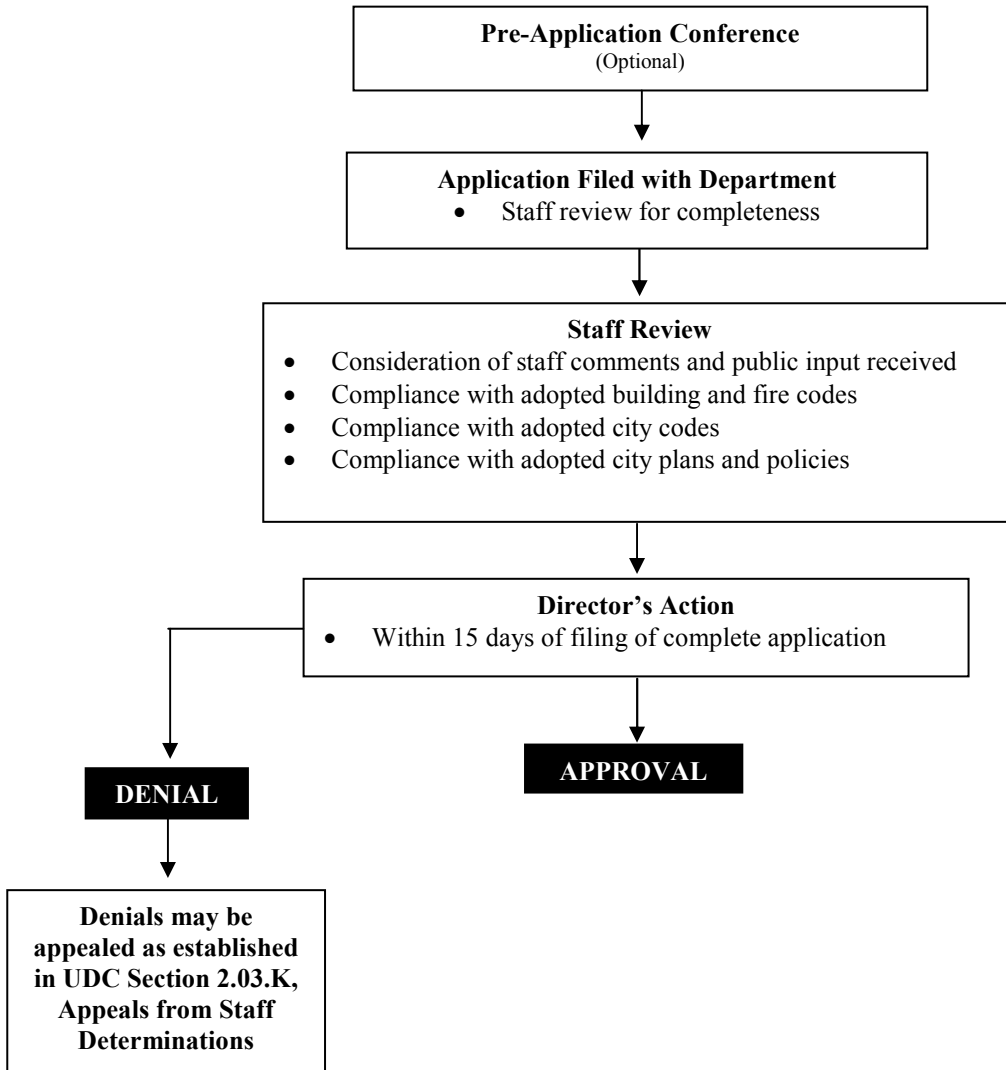 Pre-Application Conference
(Optional)
Application Filed with Department
• Staff review for completeness
Staff Review
• Consideration of staff comments and public input received
• Compliance with adopted building and fire codes
• Compliance with adopted city codes
• Compliance with adopted city plans and policies
Director’s Action
• Within 15 days of filing of complete application
APPROVAL
DENIAL
Denials may be
appealed as established
in UDC Section 2.03.K,
Appeals from Staff
Determinations